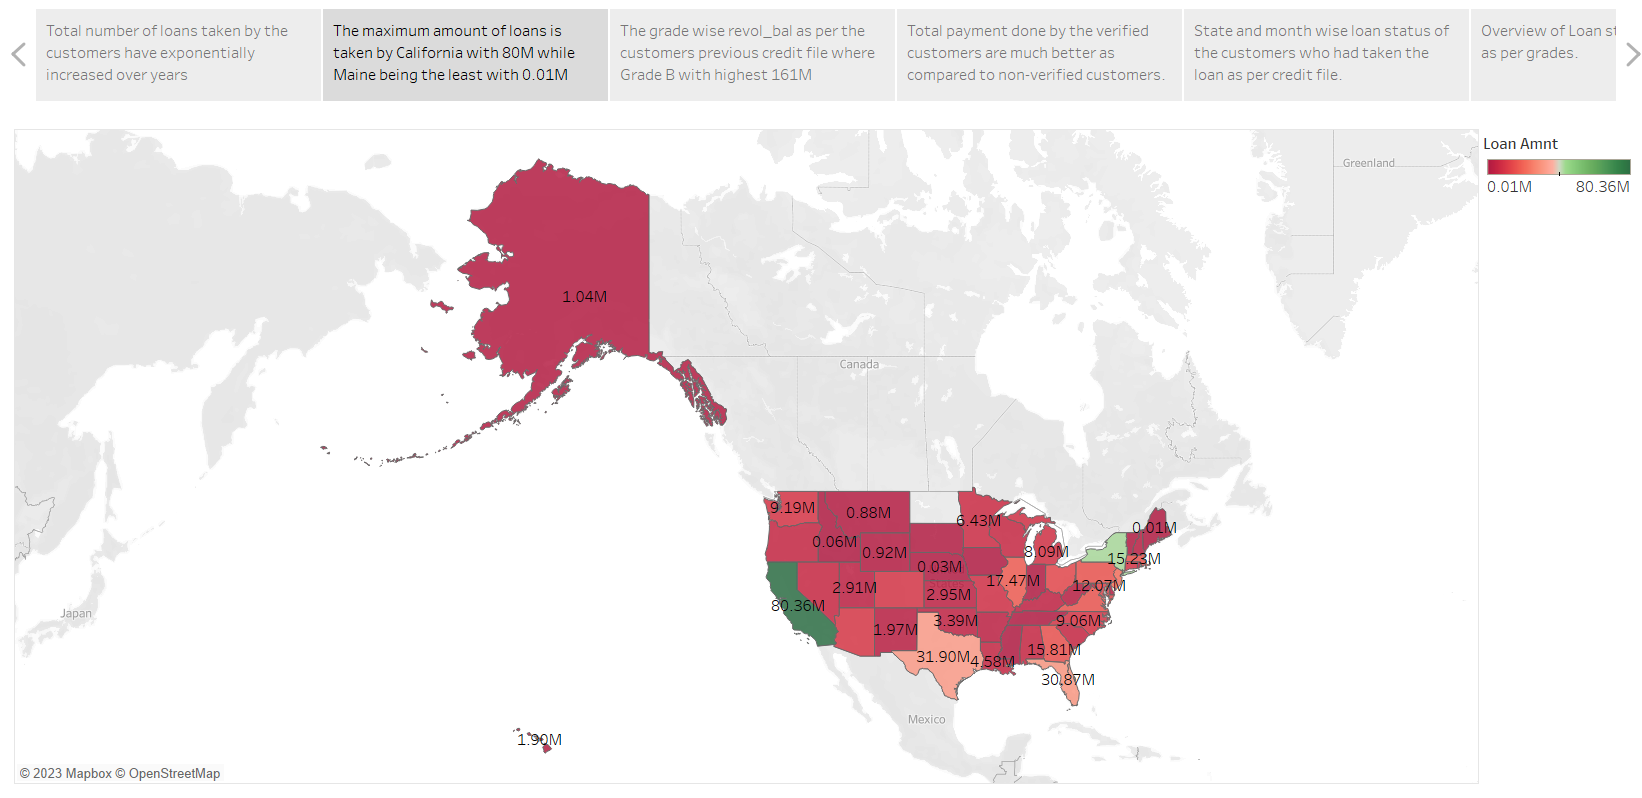 Total number of loans taken by the
customers have exponentially
increased over years
The maximum amount of loans is
taken by California with 80M while
Maine being the least with 0.01M
The grade wise revol_bal as per the
customers previous credit file where
Grade B with highest 161M
Total payment done by the verified
customers are much better as
compared to non-verified customers.
State and month wise loan status of
the customers who had taken the
loan as per credit file.
Overview of Loan st
as per grades.
Loan Amnt
0.01M 80.36M
Greenland
1.04M
Canada
9.19M
0.88M
6.43M
0.01M
0.06M
0.92M
8.09M
15.23M
0.03M
17.47M
12.07M
2.91M
2.95M
80.36M
Japan
3.39M
9.06M
1.97M
15.81M
31.90M
4.58M
30.87M
Mexico
1.90M
© 2023 Mapbox © OpenStreetMap